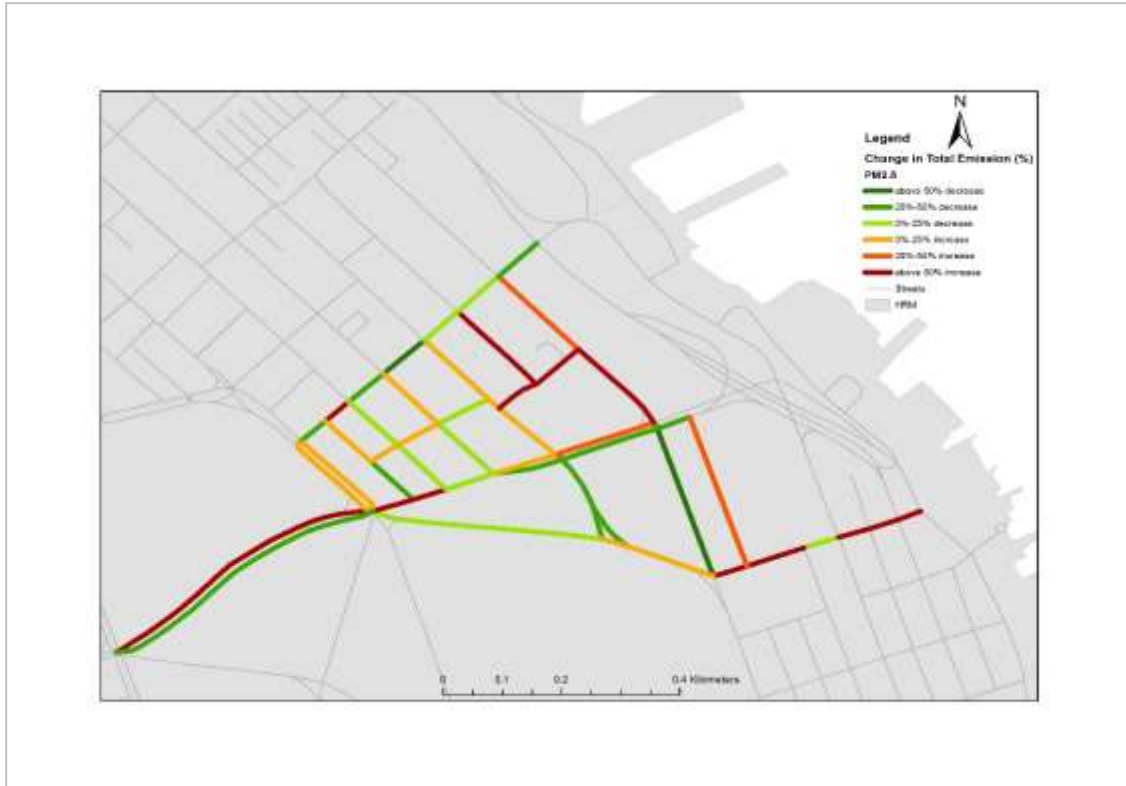 N
Legend
Change in Total Emission (%)
PM2.5
above 50% decrease
25%-50% decrease
0%-25% decrease
0%-25% increase
25%-50% increase
above 50% increase
Streets
HRM
0 0.1 0.2 0.4 Kilometers